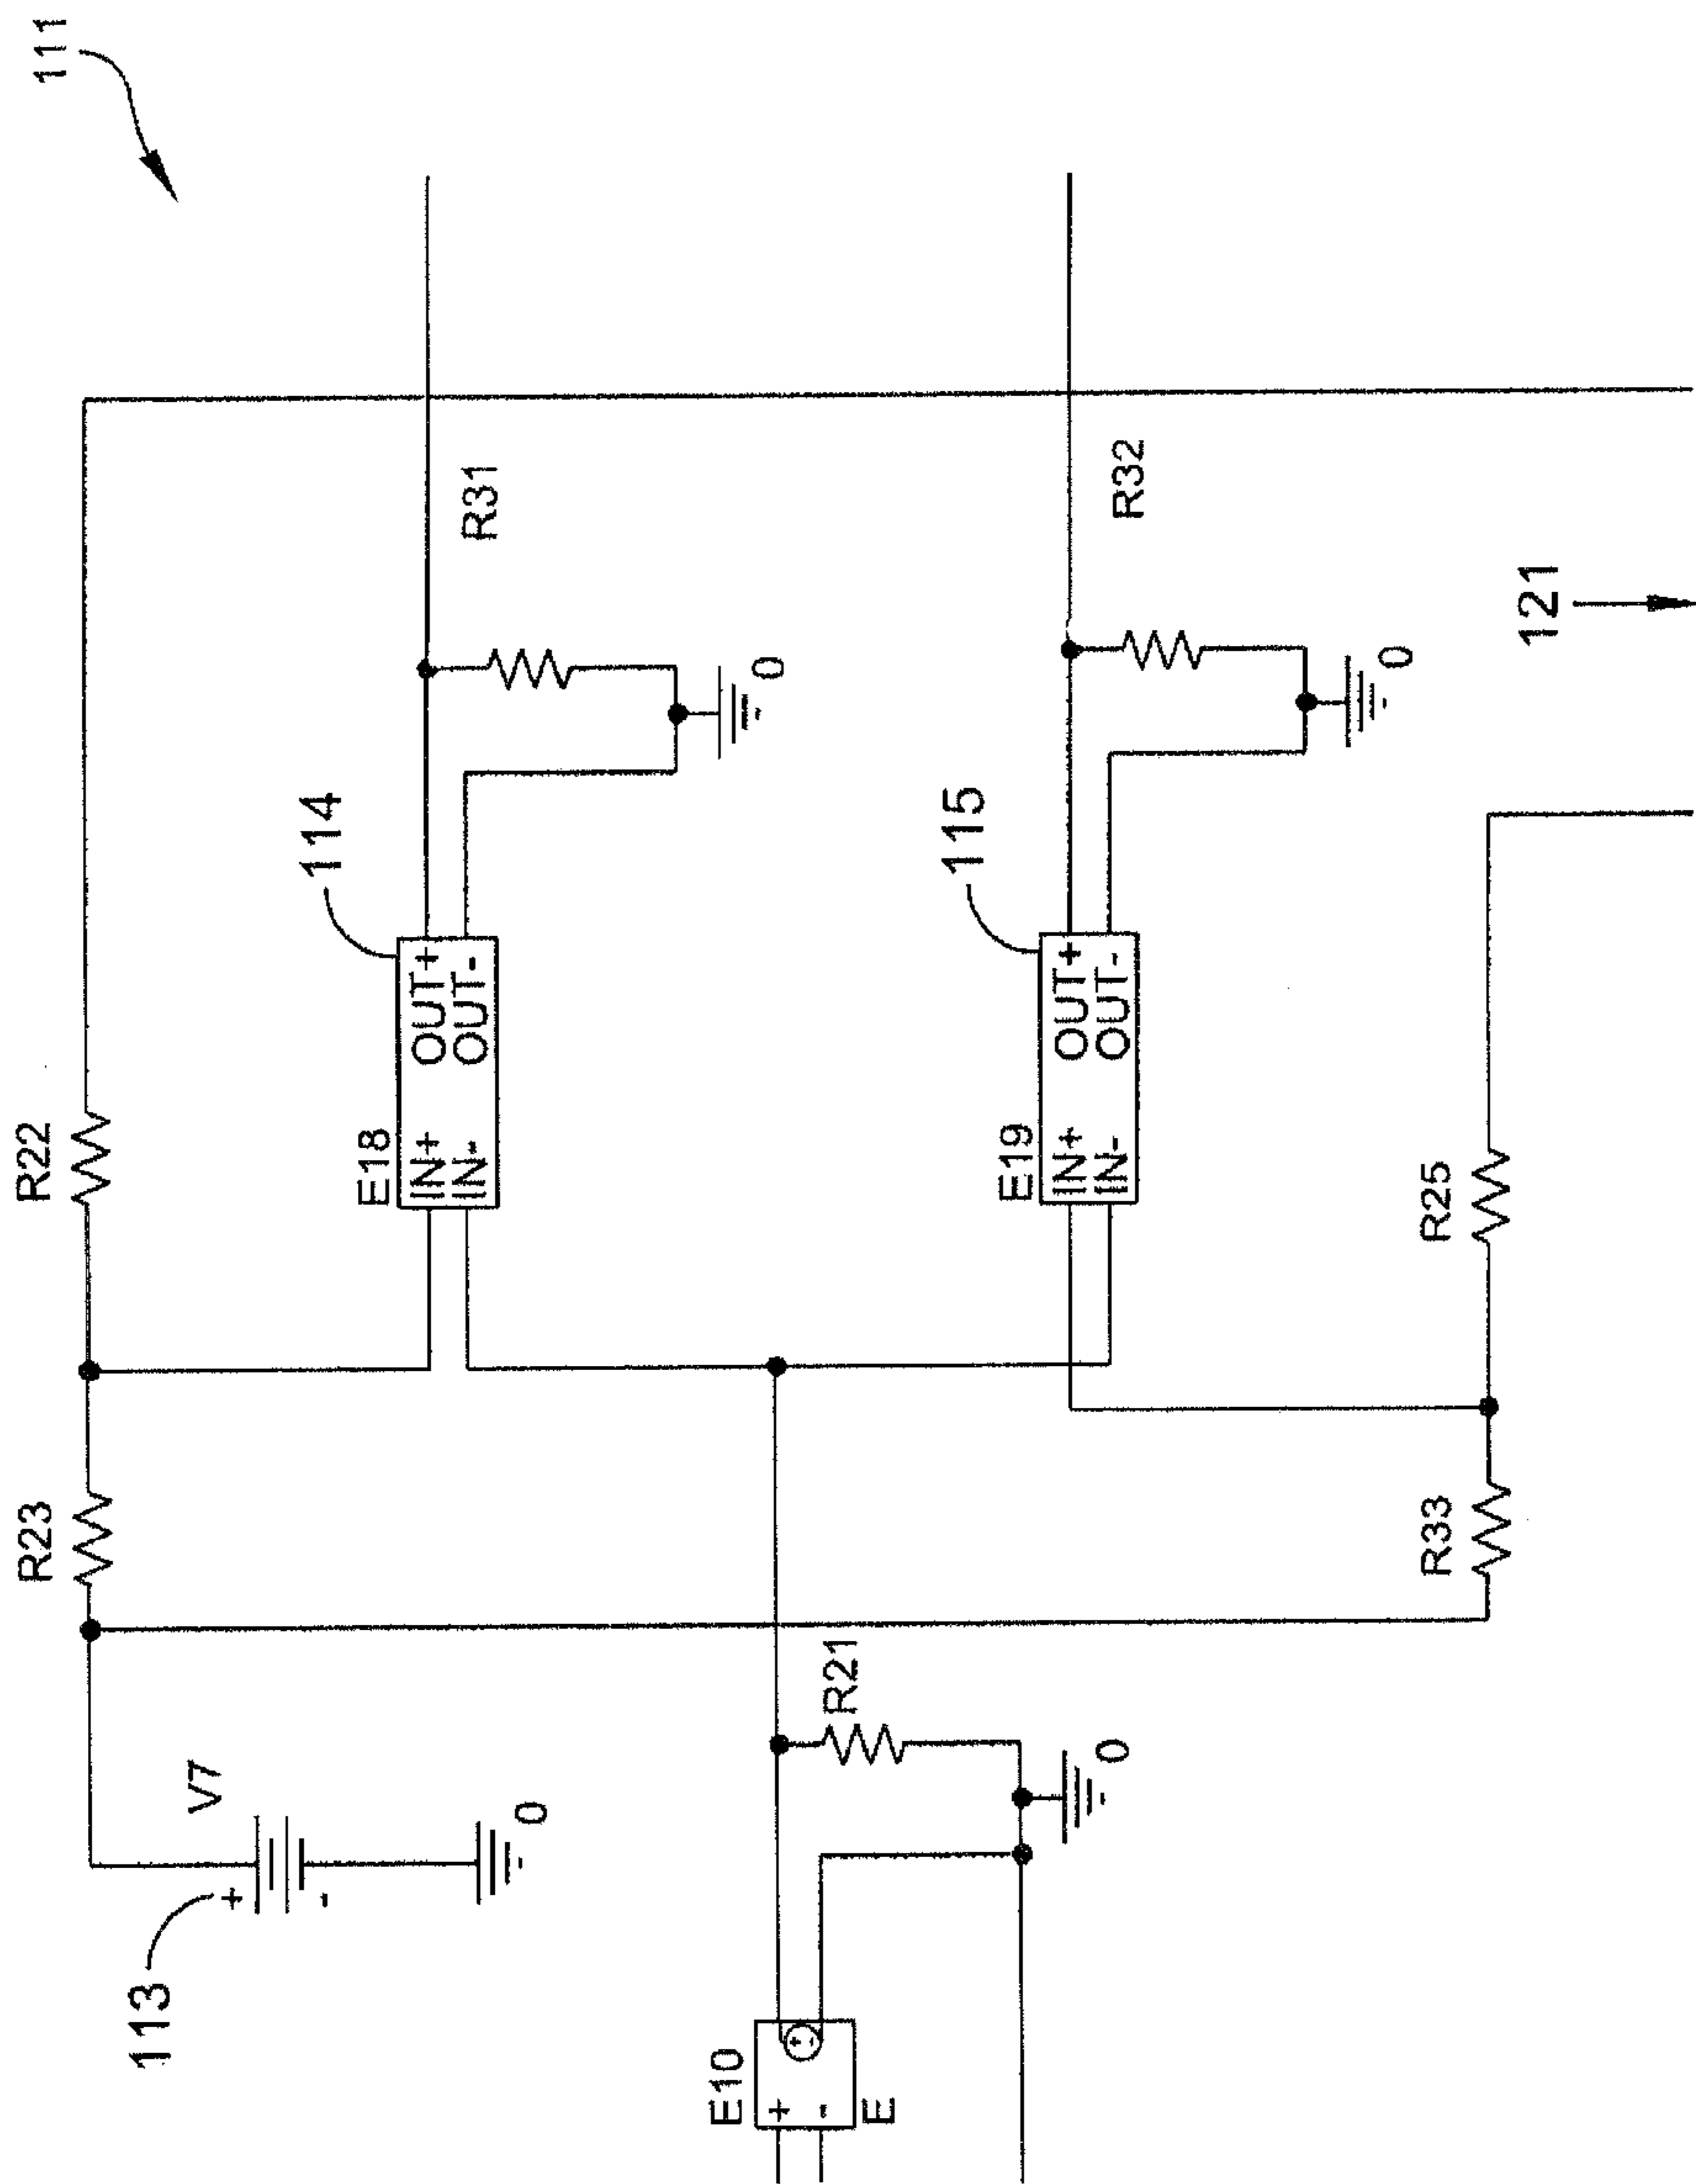 111
R23
R22
V7
+
-
113
0
E18
114
IN+ OUT+
IN- OUT-
R31
0
E10
+
-
+
-
E
R21
0
E19
115
IN+ OUT+
IN- OUT-
R32
0
R33
R25
121